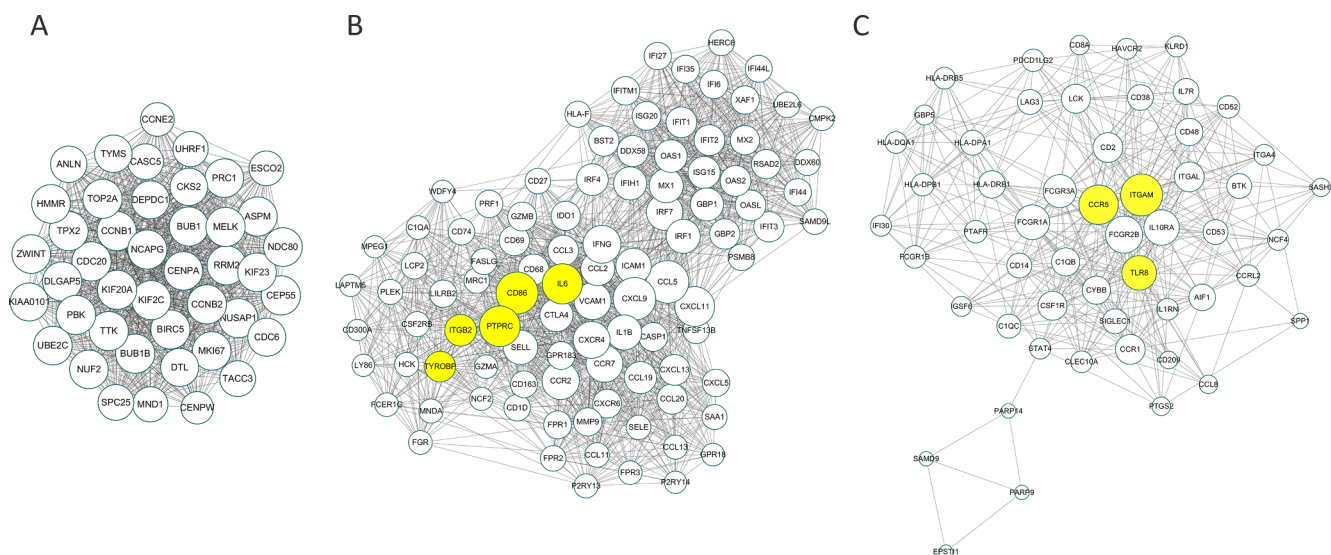 A
B
C
CCNE2
TYMS
CASC5
UHRF1
ANLN
ESCO2
PRC1
HMMR
TOP2A
DEPDC1
CKS2
ASPM
TPX2
CCNB1
BUB1
MELK
ZWINT
NCAPG
NDC80
CDC20
CENPA
RRM2
KIF23
DLGAP5
KIF20A
KIF2C
CCNB2
CEP55
KIAA0101
PBK
NUSAP1
TTK
BIRC5
CDC6
UBE2C
BUB1B
MKI67
NUF2
DTL
TACC3
SPC25
MND1
CENPW
HERC6
IFI27
IFI35
IFI44L
IFITM1
IFI6
XAF1
UBE2L6
HLA-F
ISG20
IFIT1
CMPK2
BST2
IFIT2
MX2
DDX58
OAS1
RSAD2
DDX60
ISG15
CD27
IRF4
IFIH1
MX1
OAS2
IFI44
WDFY4
PRF1
GBP1
OASL
IDO1
IRF7
SAMD9L
C1QA
CD74
GZMB
IFIT3
MPEG1
CD69
CCL3
IFNG
IRF1
GBP2
FASLG
PSMB8
LCP2
CD68
CCL2
ICAM1
LAPTM5
PLEK
LILRB2
MRC1
IL6
CCL5
CD86
VCAM1
CXCL9
CXCL11
CD300A
CSF2RB
ITGB2
PTPRC
CTLA4
IL1B
CASP1
TNFSF13B
SELL
CXCR4
LY86
HCK
TYROBP
GZMA
GPR183
CCR7
CXCL13
CCR2
CCL19
CXCL5
FCER1G
MNDA
NCF2
CD163
CD1D
CXCR6
CCL20
SAA1
FGR
FPR1
MMP9
SELE
FPR2
CCL11
CCL13
GPR18
FPR3
P2RY13
P2RY14
CD8A
HAVCR2
KLRD1
PDCD1LG2
HLA-DRB5
IL7R
LAG3
LCK
CD38
CD52
GBP5
CD48
HLA-DQA1
HLA-DPA1
CD2
ITGA4
ITGAL
HLA-DPB1
HLA-DRB1
FCGR3A
BTK
ITGAM
CCR5
IFI30
PTAFR
FCGR1A
IL10RA
CD53
FCGR2B
NCF4
FCGR1B
CD14
C1QB
TLR8
CCRL2
CYBB
GSF6
CSF1R
AIF1
IL1RN
C1QC
SIGLEC1
SPP1
STAT4
CCR1
CLEC10A
CD209
CCL8
PTGS2
PARP14
SAMD9
PARP9
EPSTI1